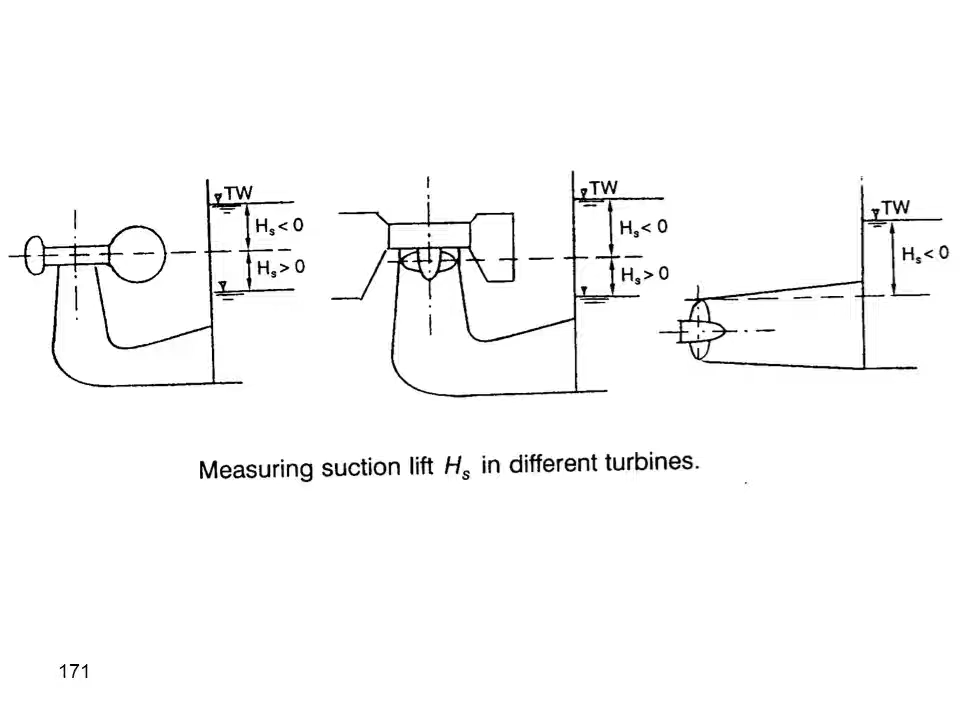 TW
Hs < 0
Hs > 0
TW
Hs < 0
Hs > 0
TW
Hs < 0
Measuring suction lift Hs in different turbines.
171